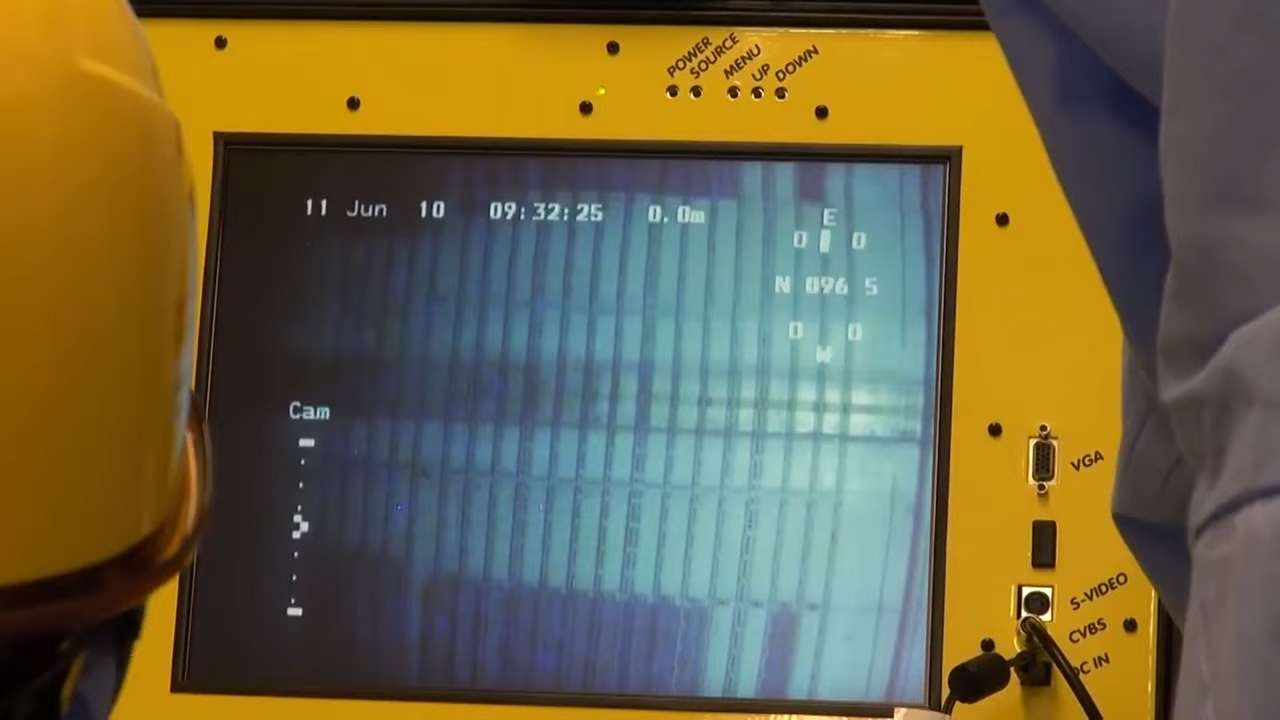 POWER
SOURCE
MENU
UP
DOWN
11 Jun 10 09:32:25 0.0m
E
0 0
N 096 S
0 0
W
Cam
VGA
S-VIDEO
CVBS
DC IN